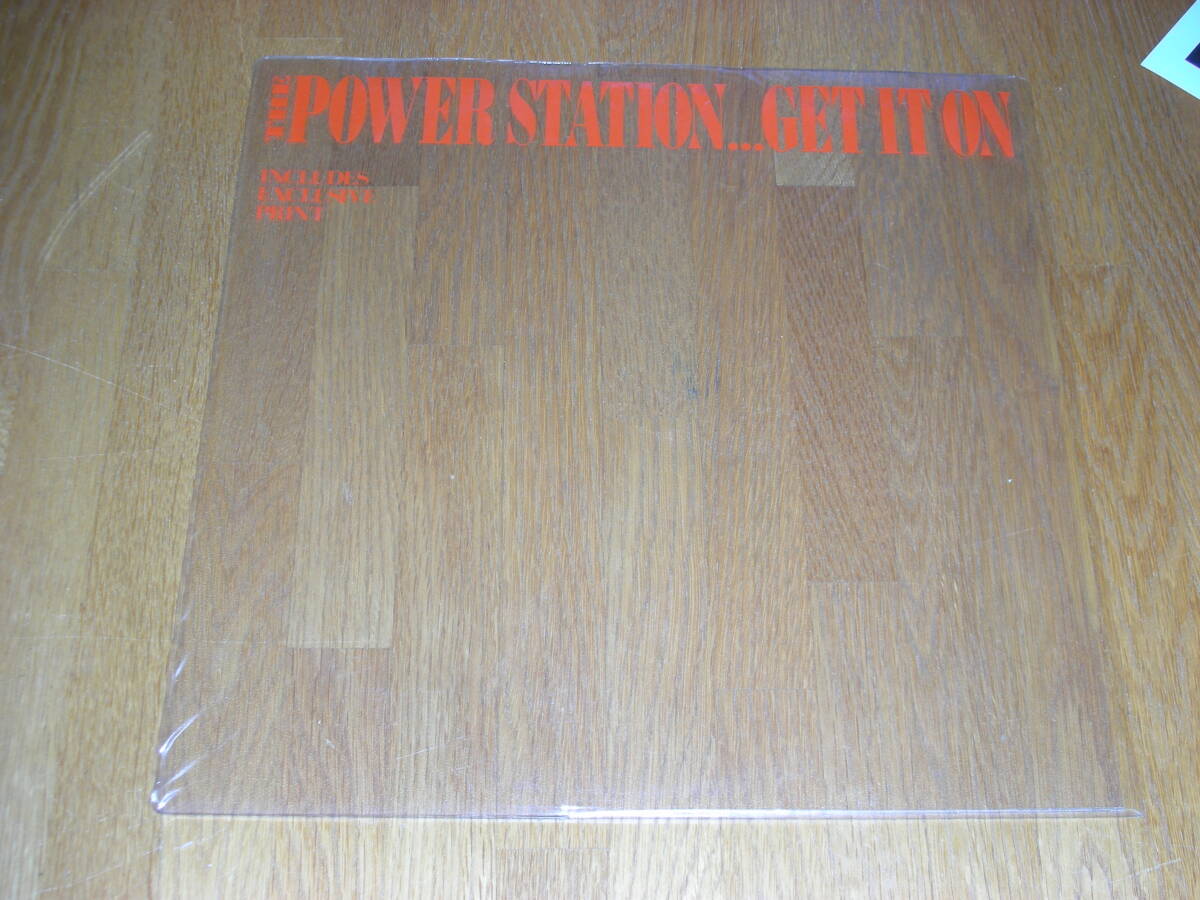 THE POWER STATION...GET IT ON
INCLUDES
EXCLUSIVE
PRINT